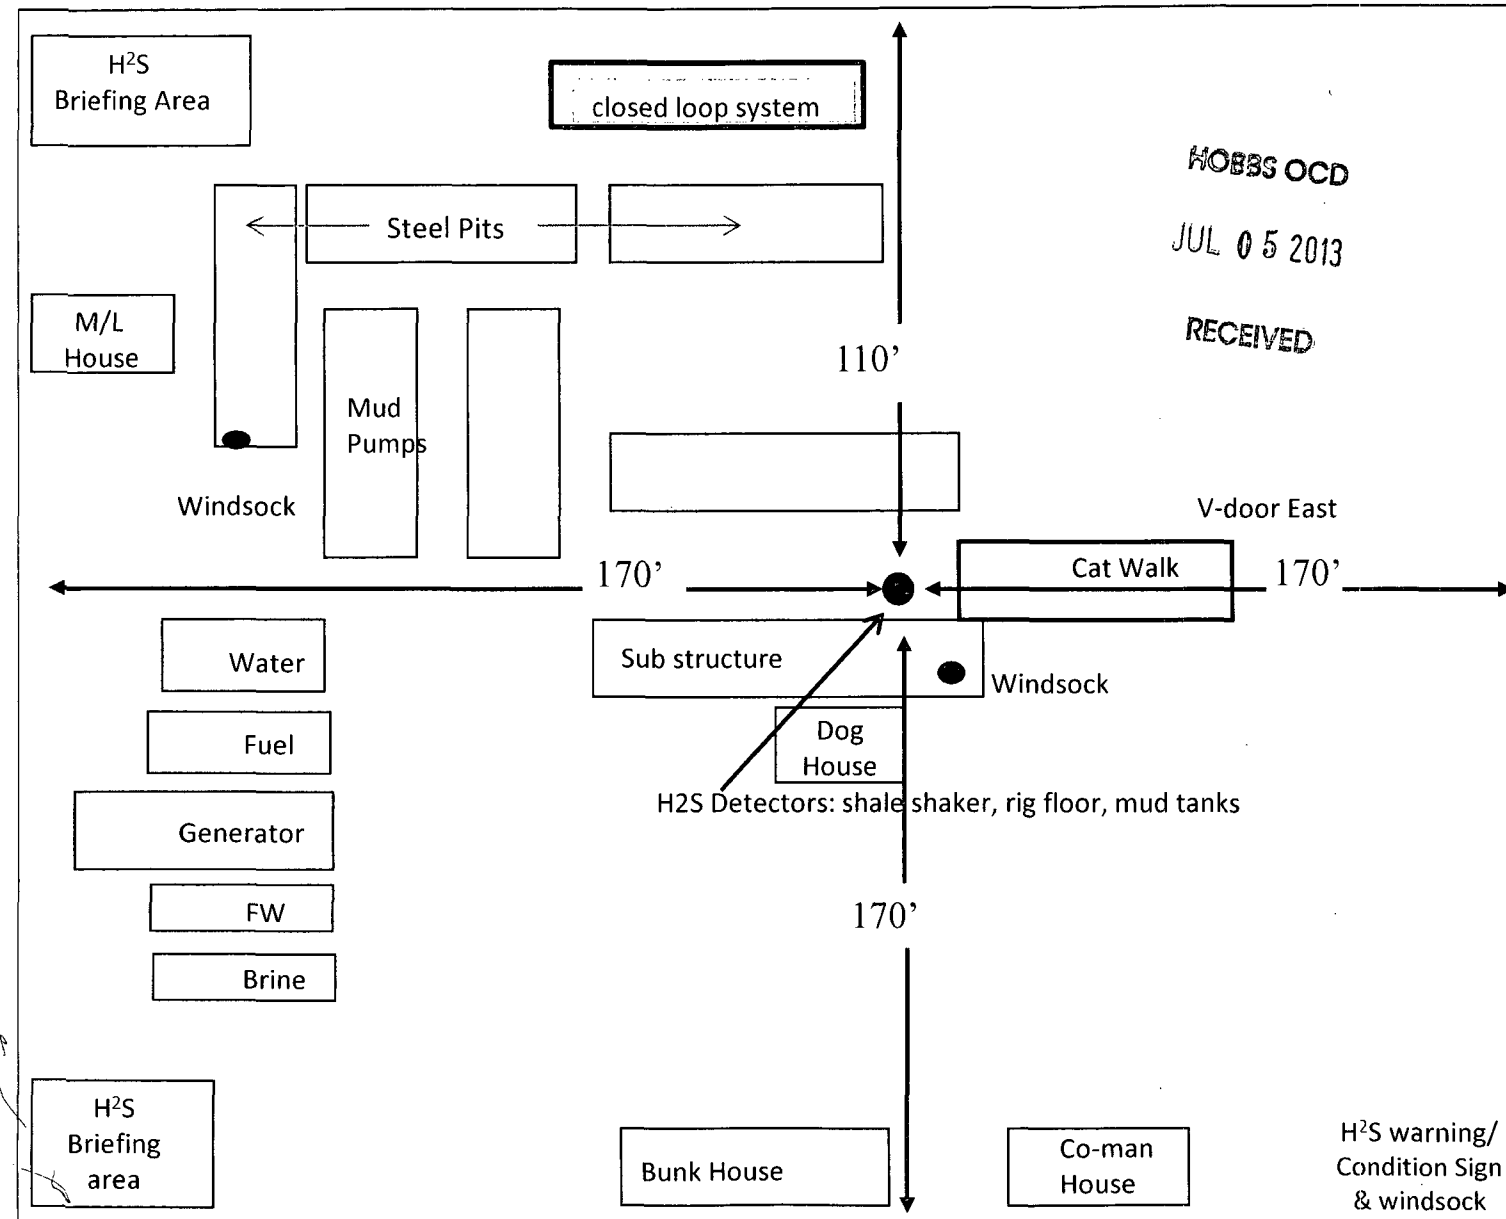 H²S
Briefing Area
closed loop system
HOBBS OCD
JUL 05 2013
RECEIVED
Steel Pits
M/L
House
110’
Mud
Pumps
Windsock
V-door East
170’
Cat Walk
170’
Water
Sub structure
Windsock
Fuel
Dog
House
H2S Detectors: shale shaker, rig floor, mud tanks
Generator
FW
170’
Brine
H²S
Briefing
area
Bunk House
Co-man
House
H²S warning/
Condition Sign
& windsock